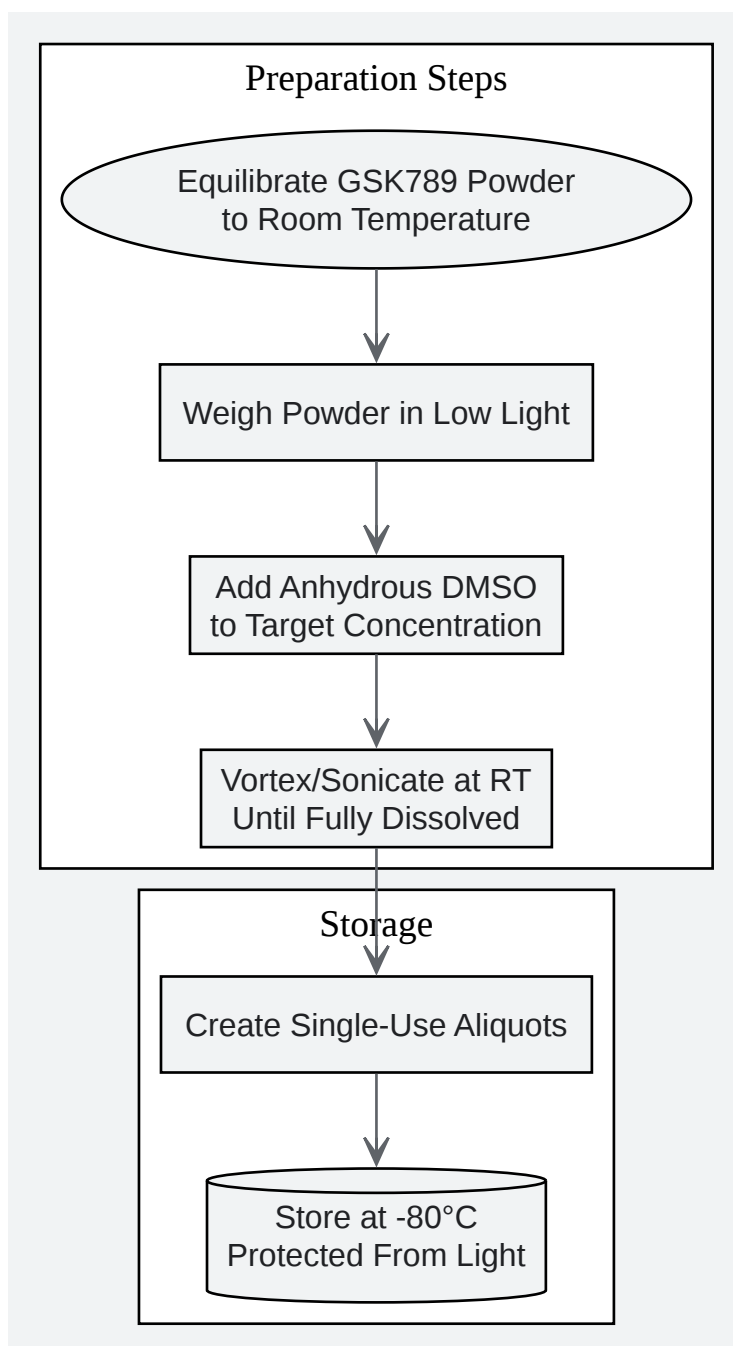 Preparation Steps
Equilibrate GSK789 Powder
to Room Temperature
Weigh Powder in Low Light
Add Anhydrous DMSO
to Target Concentration
Vortex/Sonicate at RT
Until Fully Dissolved
Storage
Create Single-Use Aliquots
Store at -80°C
Protected From Light